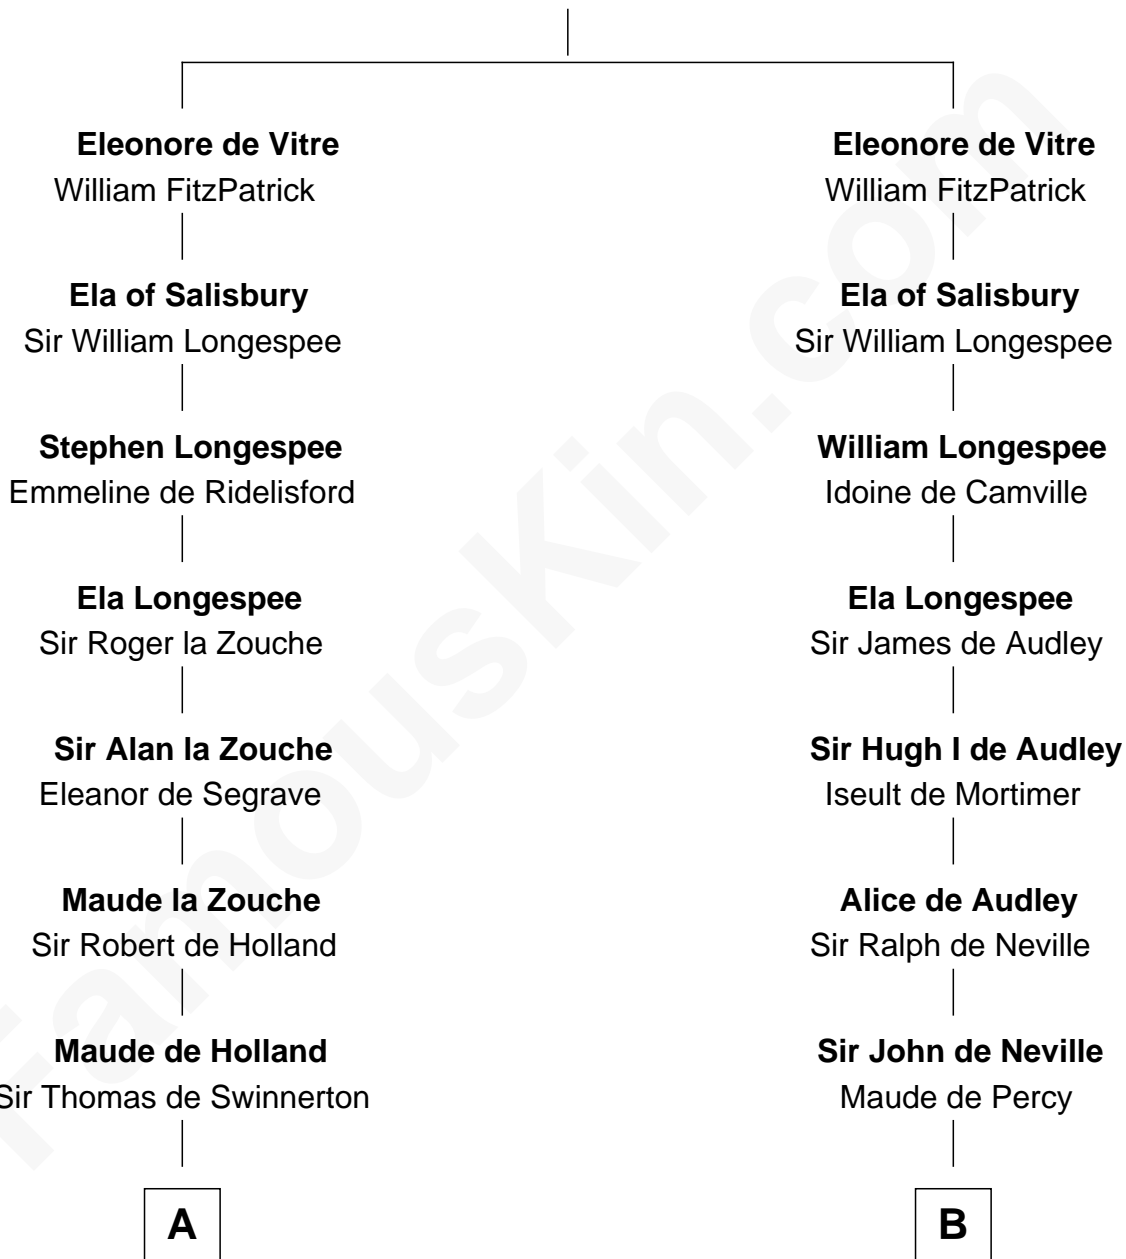 Eleonore de Vitre
William FitzPatrick
Ela of Salisbury
Sir William Longespee
Stephen Longespee
Emmeline de Ridelisford
Ela Longespee
Sir Roger la Zouche
Sir Alan la Zouche
Eleanor de Segrave
Maude la Zouche
Sir Robert de Holland
Maude de Holland
Sir Thomas de Swinnerton
A
Eleonore de Vitre
William FitzPatrick
Ela of Salisbury
Sir William Longespee
William Longespee
Idoine de Camville
Ela Longespee
Sir James de Audley
Sir Hugh I de Audley
Iseult de Mortimer
Alice de Audley
Sir Ralph de Neville
Sir John de Neville
Maude de Percy
B
FamousKin.com